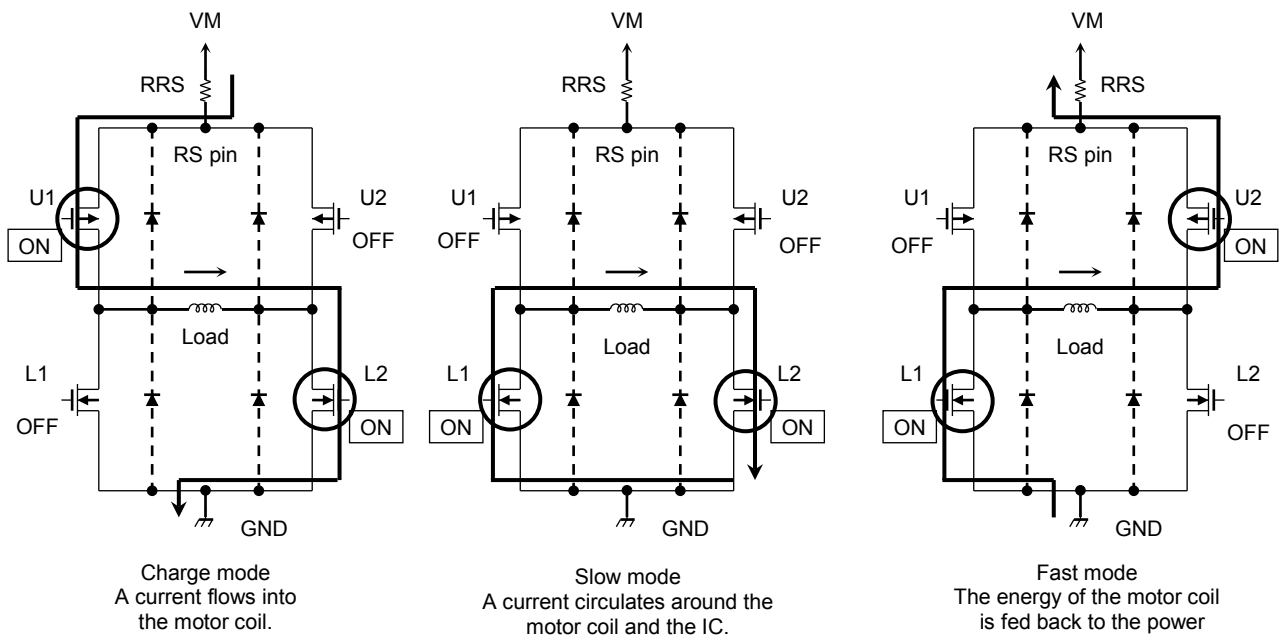 VM
RRS
RS pin
U1
U2
ON
OFF
Load
L1
L2
OFF
ON
GND
Charge mode
A current flows into
the motor coil.
VM
RRS
RS pin
U1
U2
OFF
OFF
Load
L1
L2
ON
ON
GND
Slow mode
A current circulates around the
motor coil and the IC.
VM
RRS
RS pin
U1
U2
OFF
ON
Load
L1
L2
ON
OFF
GND
Fast mode
The energy of the motor coil
is fed back to the power